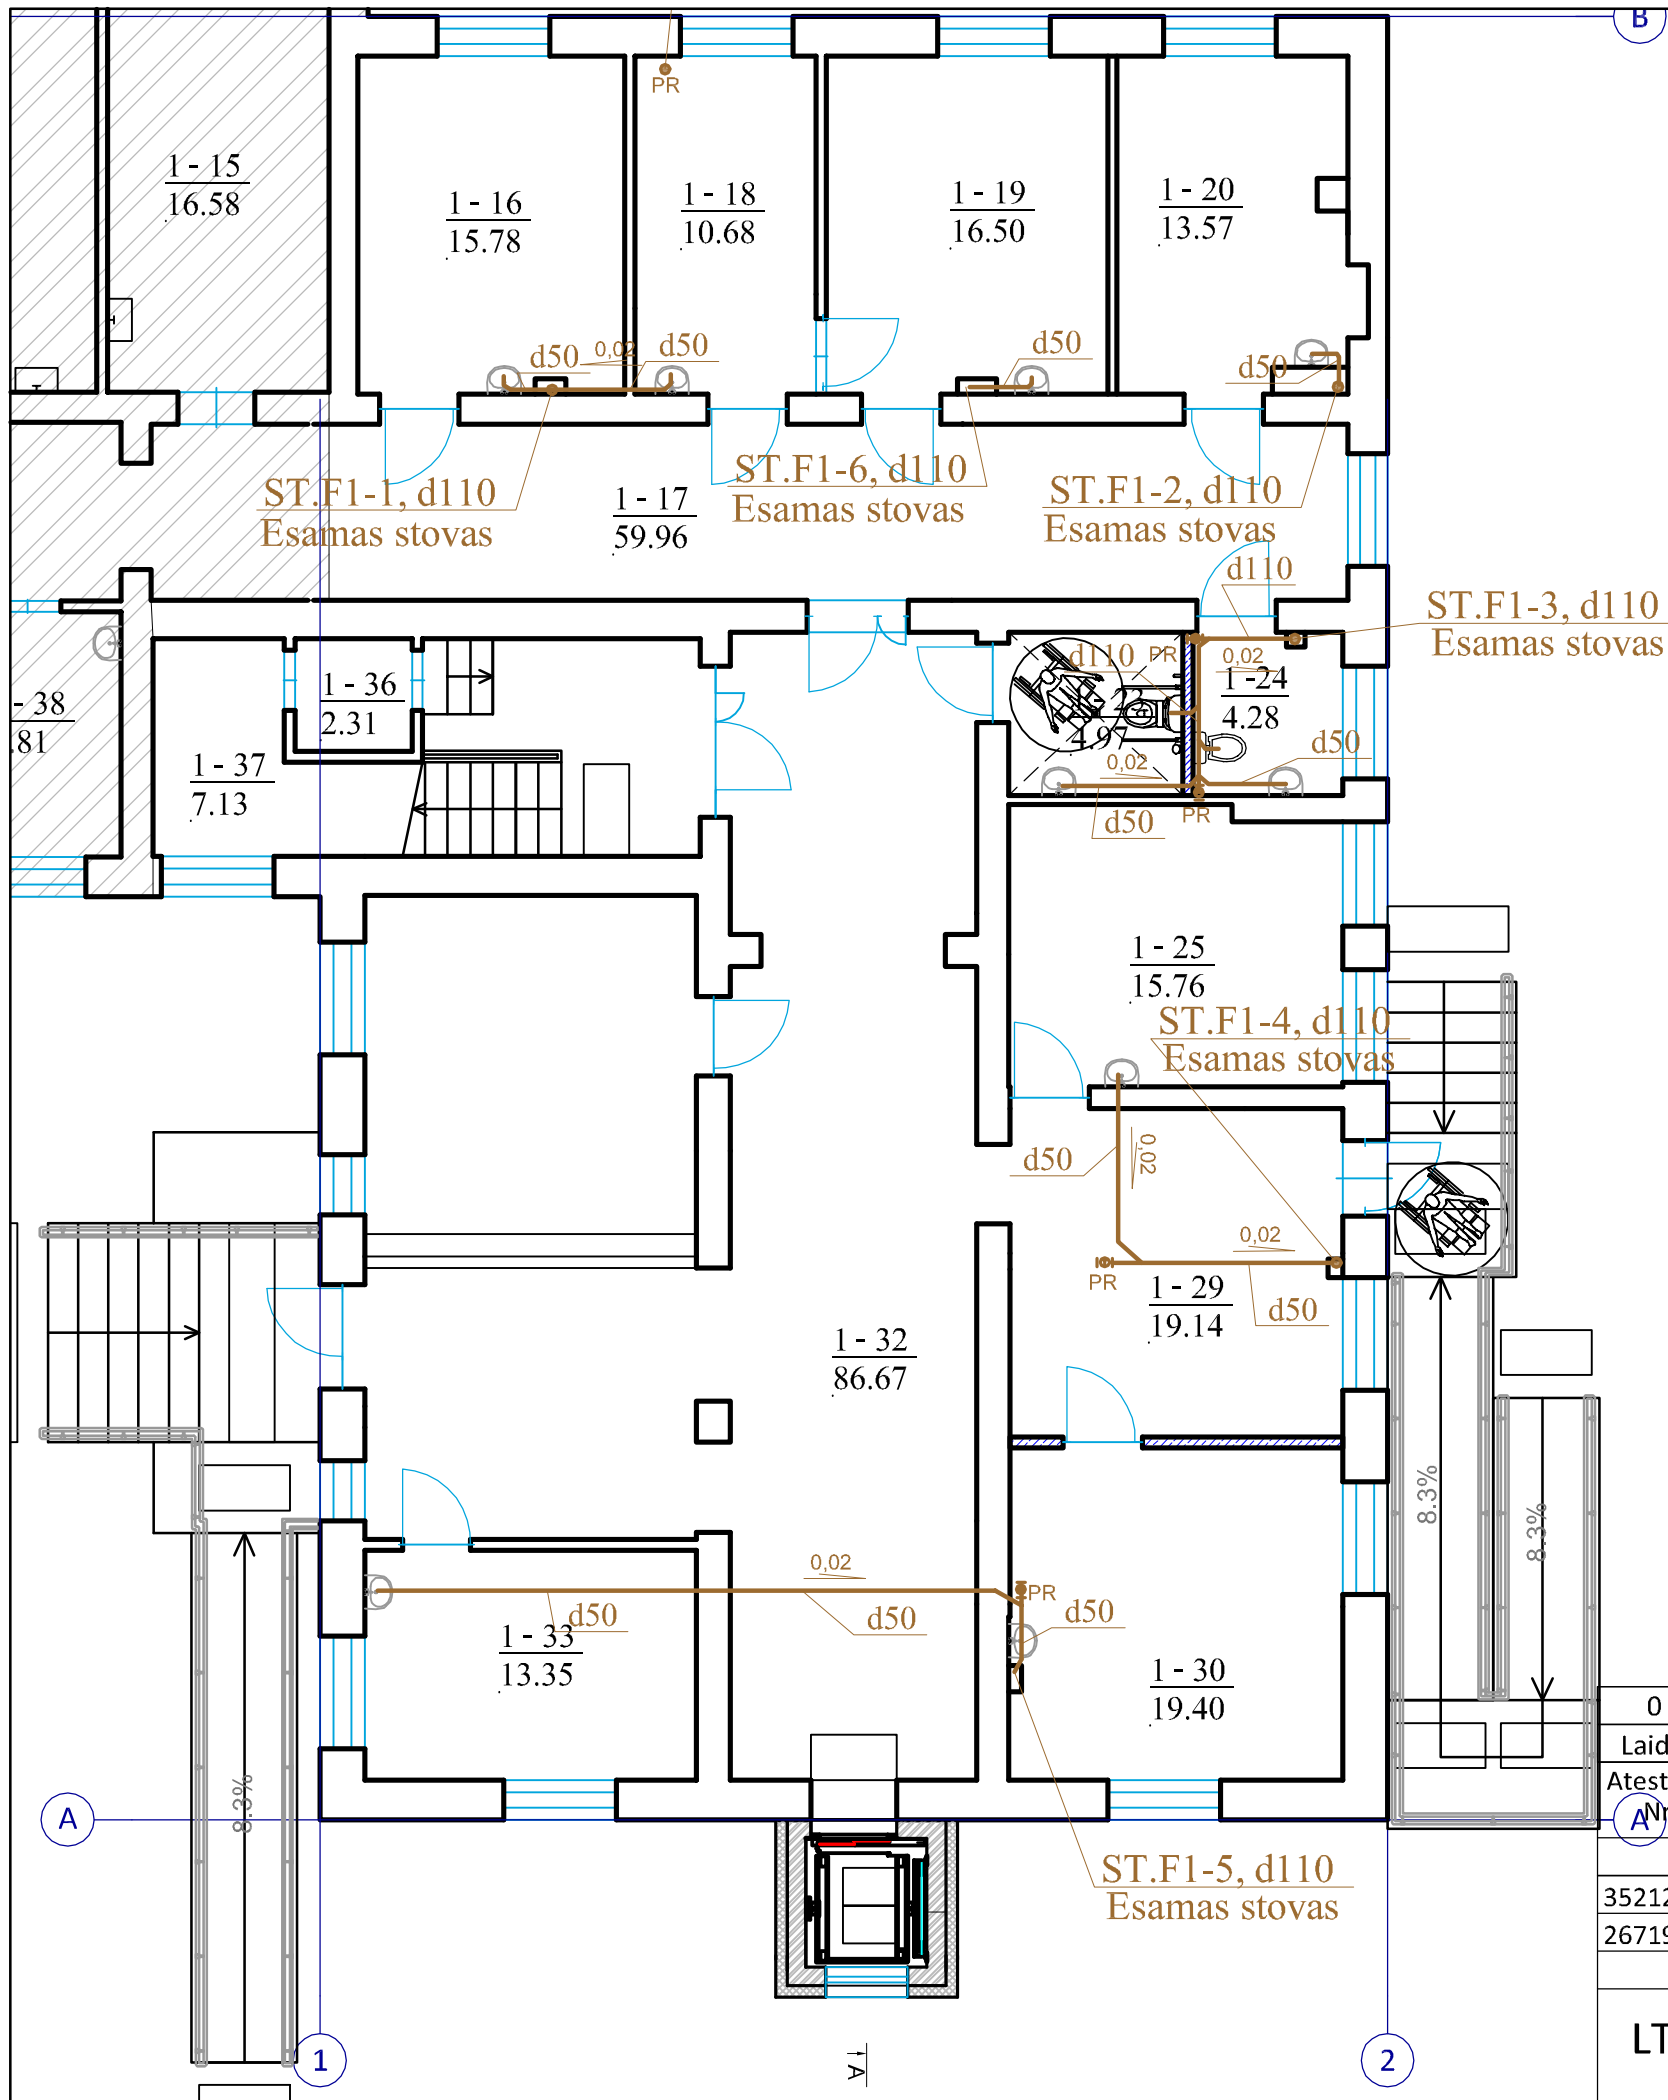 B
PR
1 - 15
16.58
1 - 16
15.78
1 - 18
10.68
1 - 19
16.50
1 - 20
13.57
d50
0,02
d50
d50
d50
ST.F1-1, d110
Esamas stovas
1 - 17
59.96
ST.F1-6, d110
Esamas stovas
ST.F1-2, d110
Esamas stovas
d110
ST.F1-3, d110
Esamas stovas
- 38
.81
1 - 36
2.31
1 - 37
7.13
d110
PR
0,02
1 -24
4.28
4.97
0,02
d50
d50
PR
1 - 25
15.76
ST.F1-4, d110
Esamas stovas
d50
0,02
0,02
PR
1 - 29
19.14
d50
1 - 32
86.67
8.3%
8.3%
0,02
PR
d50
d50
d50
1 - 33
13.35
1 - 30
19.40
0
Laid
Atest
Nr
A
8.3%
A
ST.F1-5, d110
Esamas stovas
35212
26719
LT
1
A
2